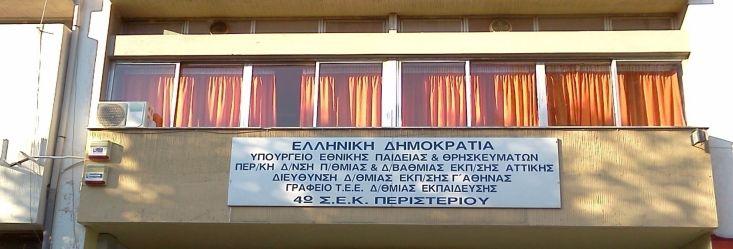 ΕΛΛΗΝΙΚΗ ΔΗΜΟΚΡΑΤΙΑ
ΥΠΟΥΡΓΕΙΟ ΕΘΝΙΚΗΣ ΠΑΙΔΕΙΑΣ & ΘΡΗΣΚΕΥΜΑΤΩΝ
ΠΕΡ/ΚΗ Δ/ΝΣΗ Π/ΘΜΙΑΣ & Δ/ΒΑΘΜΙΑΣ ΕΚΠ/ΣΗΣ ΑΤΤΙΚΗΣ
ΔΙΕΥΘΥΝΣΗ Δ/ΘΜΙΑΣ ΕΚΠ/ΣΗΣ Γ΄ΑΘΗΝΑΣ
ΓΡΑΦΕΙΟ Τ.Ε.Ε. Δ/ΘΜΙΑΣ ΕΚΠΑΙΔΕΥΣΗΣ
4Ο Σ.Ε.Κ. ΠΕΡΙΣΤΕΡΙΟΥ